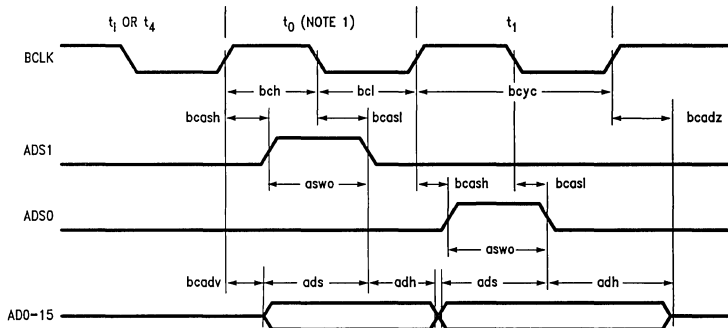 tI OR t4 t0 (NOTE 1) t1
BCLK
bch bcl bcyc
bcash bcasl bcadz
ADS1
aswo bcash bcasl
ADS0
aswo
bcadv ads adh ads adh
AD0-15